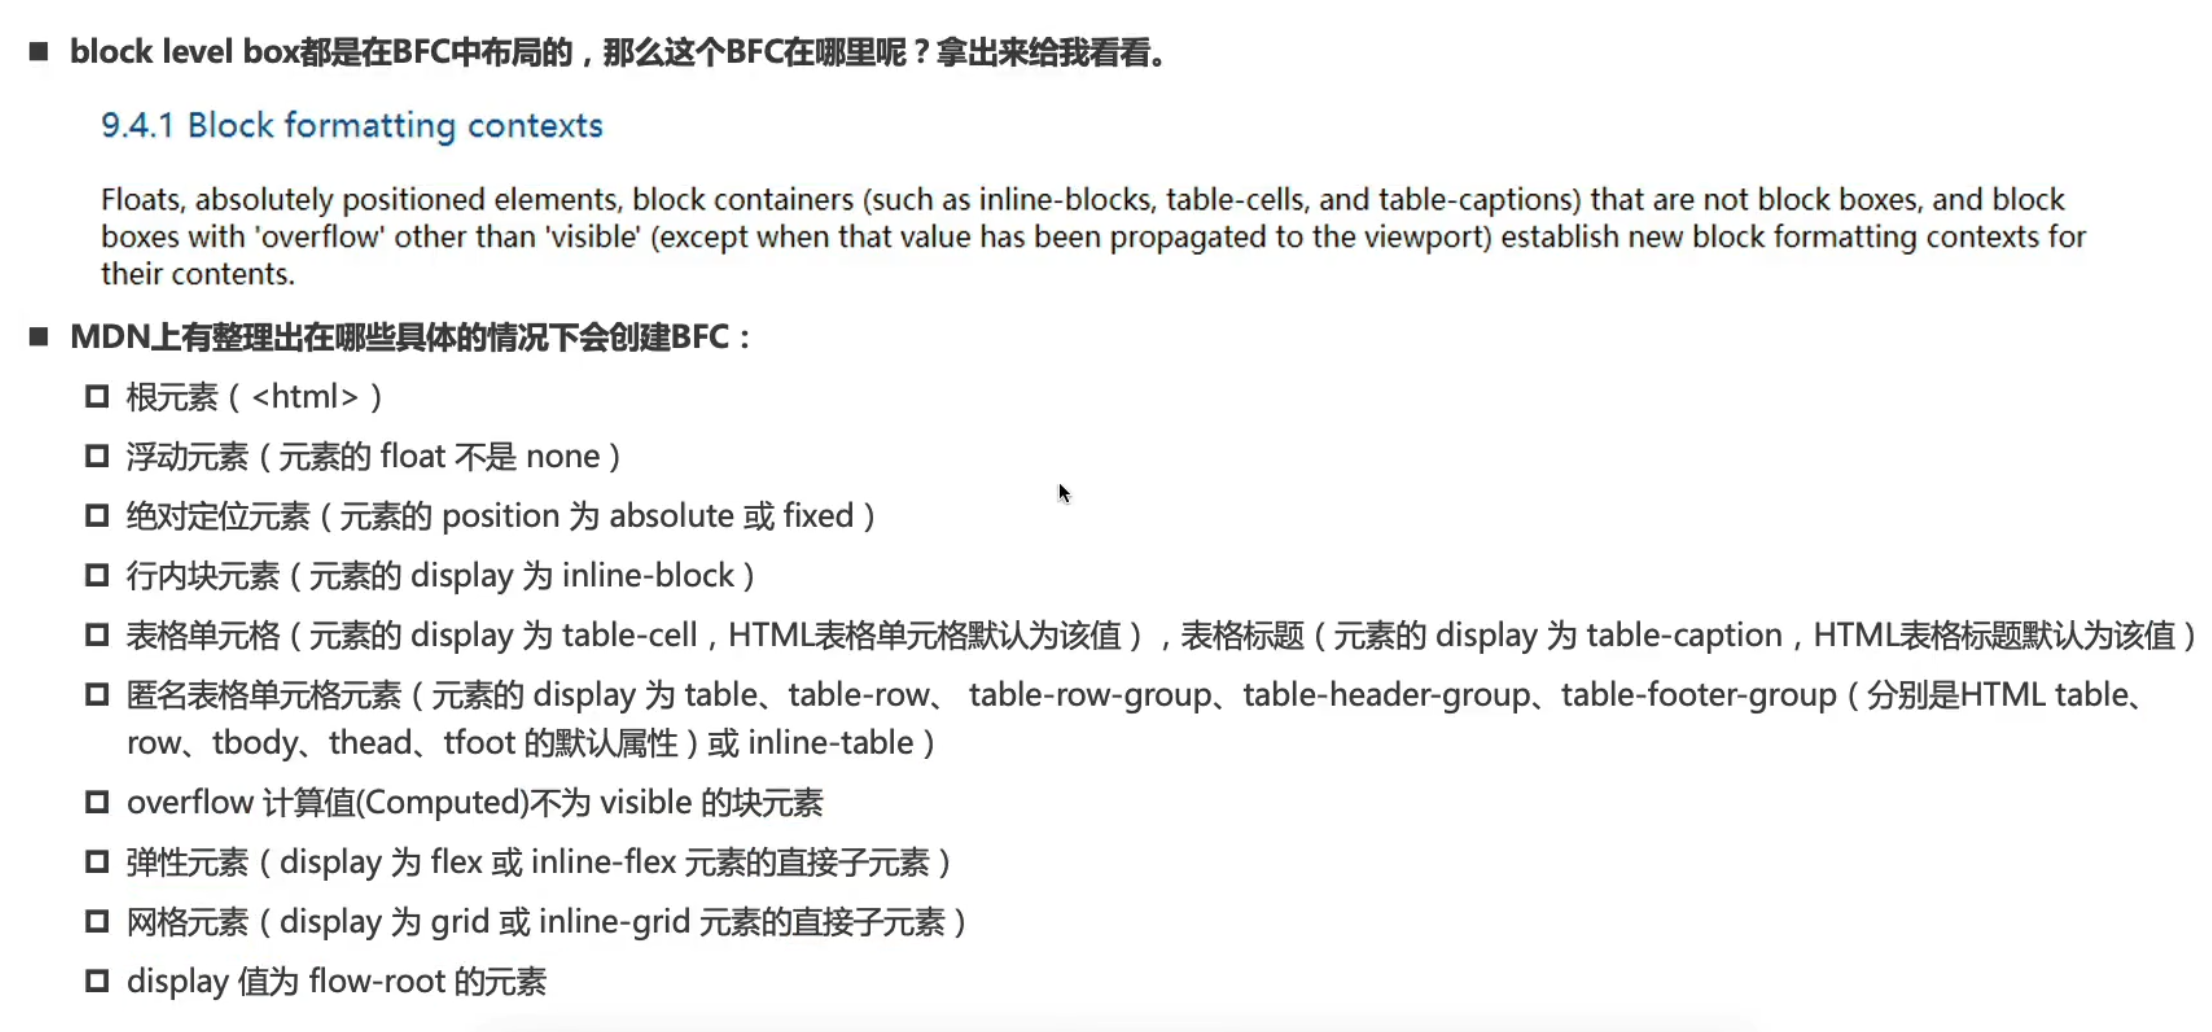 block level box都是在BFC中布局的，那么这个BFC在哪里呢？拿出来给我看看。
9.4.1 Block formatting contexts
Floats, absolutely positioned elements, block containers (such as inline-blocks, table-cells, and table-captions) that are not block boxes, and block
boxes with 'overflow' other than 'visible' (except when that value has been propagated to the viewport) establish new block formatting contexts for
their contents.
MDN上有整理出在哪些具体的情况下会创建BFC：
根元素（<html>）
浮动元素（元素的 float 不是 none）
绝对定位元素（元素的 position 为 absolute 或 fixed）
行内块元素（元素的 display 为 inline-block）
表格单元格（元素的 display 为 table-cell，HTML表格单元格默认为该值），表格标题（元素的 display 为 table-caption，HTML表格标题默认为该值）
匿名表格单元格元素（元素的 display 为 table、table-row、 table-row-group、table-header-group、table-footer-group（分别是HTML table、
row、tbody、thead、tfoot 的默认属性）或 inline-table）
overflow 计算值(Computed)不为 visible 的块元素
弹性元素（display 为 flex 或 inline-flex 元素的直接子元素）
网格元素（display 为 grid 或 inline-grid 元素的直接子元素）
display 值为 flow-root 的元素